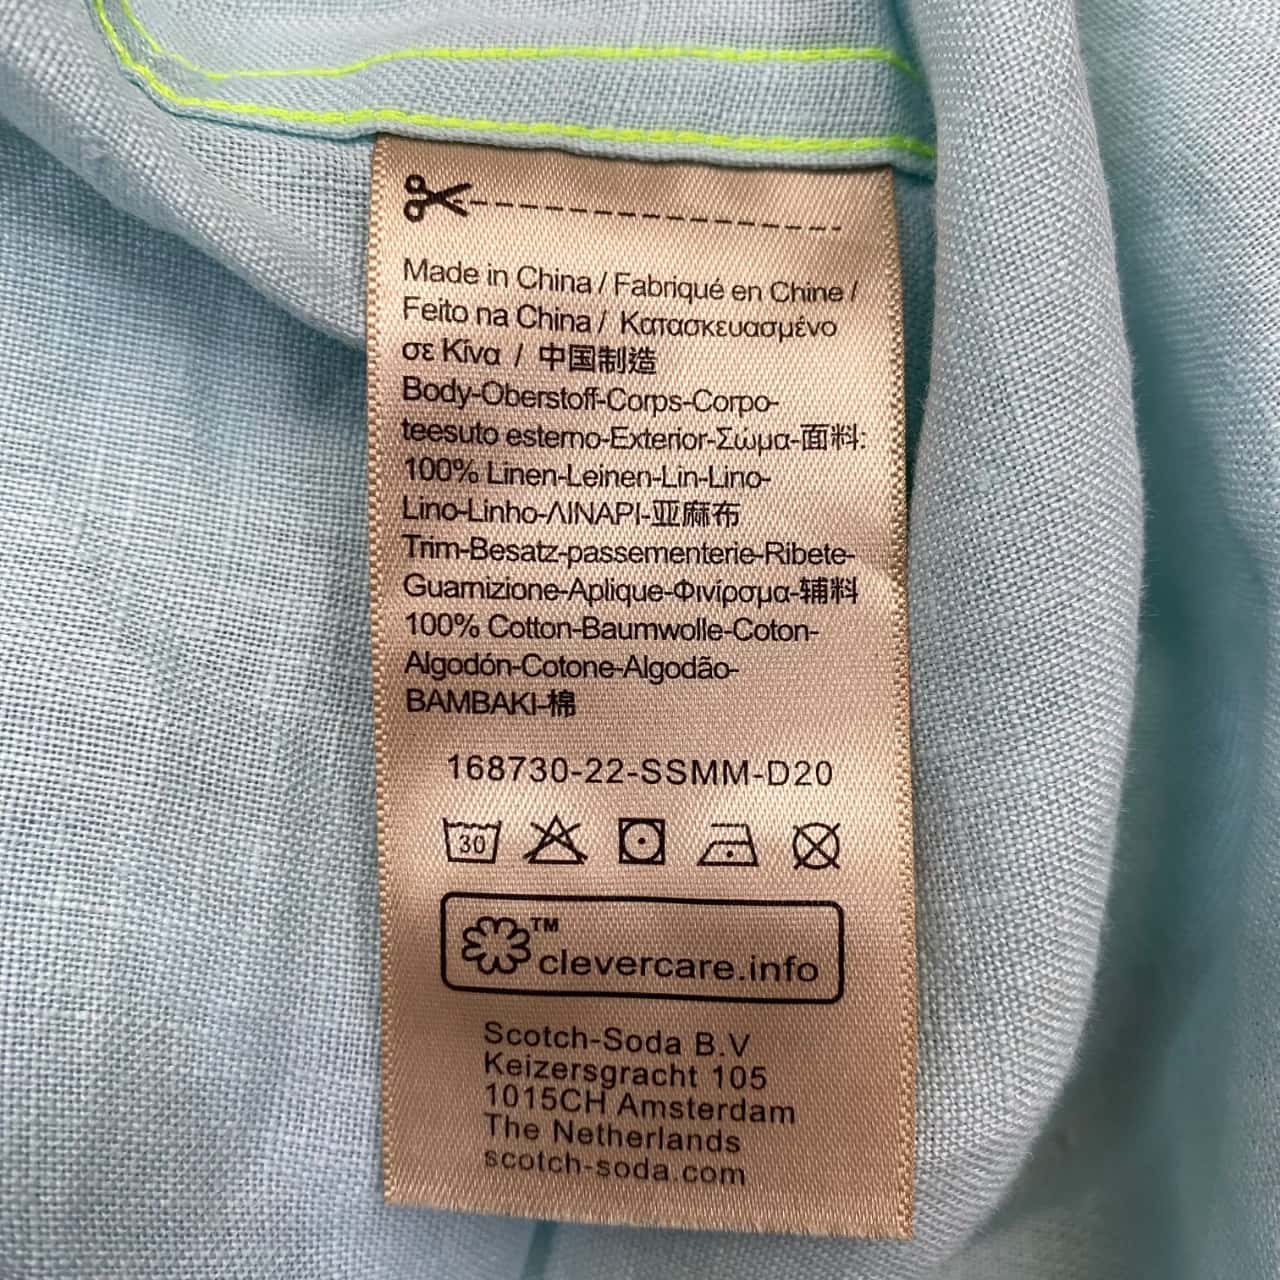 Made in China / Fabriqué en Chine /
Feito na China / Κατασκευασμένο
σε Κίνα / 中国制造
Body-Oberstoff-Corps-Corpo-
teesuto esterno-Exterior-Σώμα-面料:
100% Linen-Leinen-Lin-Lino-
Lino-Linho-ΛΙΝΑΡΙ-亚麻布
Trim-Besatz-passementerie-Ribete-
Guarnizione-Aplique-Φινίρισμα-辅料
100% Cotton-Baumwolle-Coton-
Algodón-Cotone-Algodão-
BAMBAKI-棉
168730-22-SSMM-D20
30
™
clevercare.info
Scotch-Soda B.V
Keizersgracht 105
1015CH Amsterdam
The Netherlands
scotch-soda.com